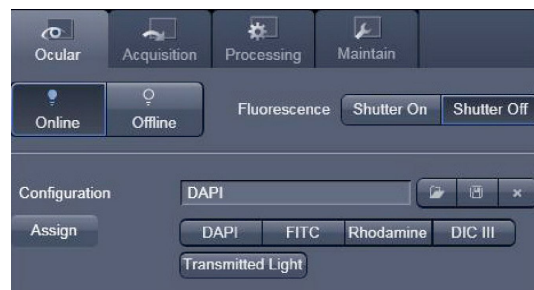 Ocular Acquisition Processing Maintain
Online Offline Fluorescence Shutter On Shutter Off
Configuration DAPI
Assign DAPI FITC Rhodamine DIC III
Transmitted Light